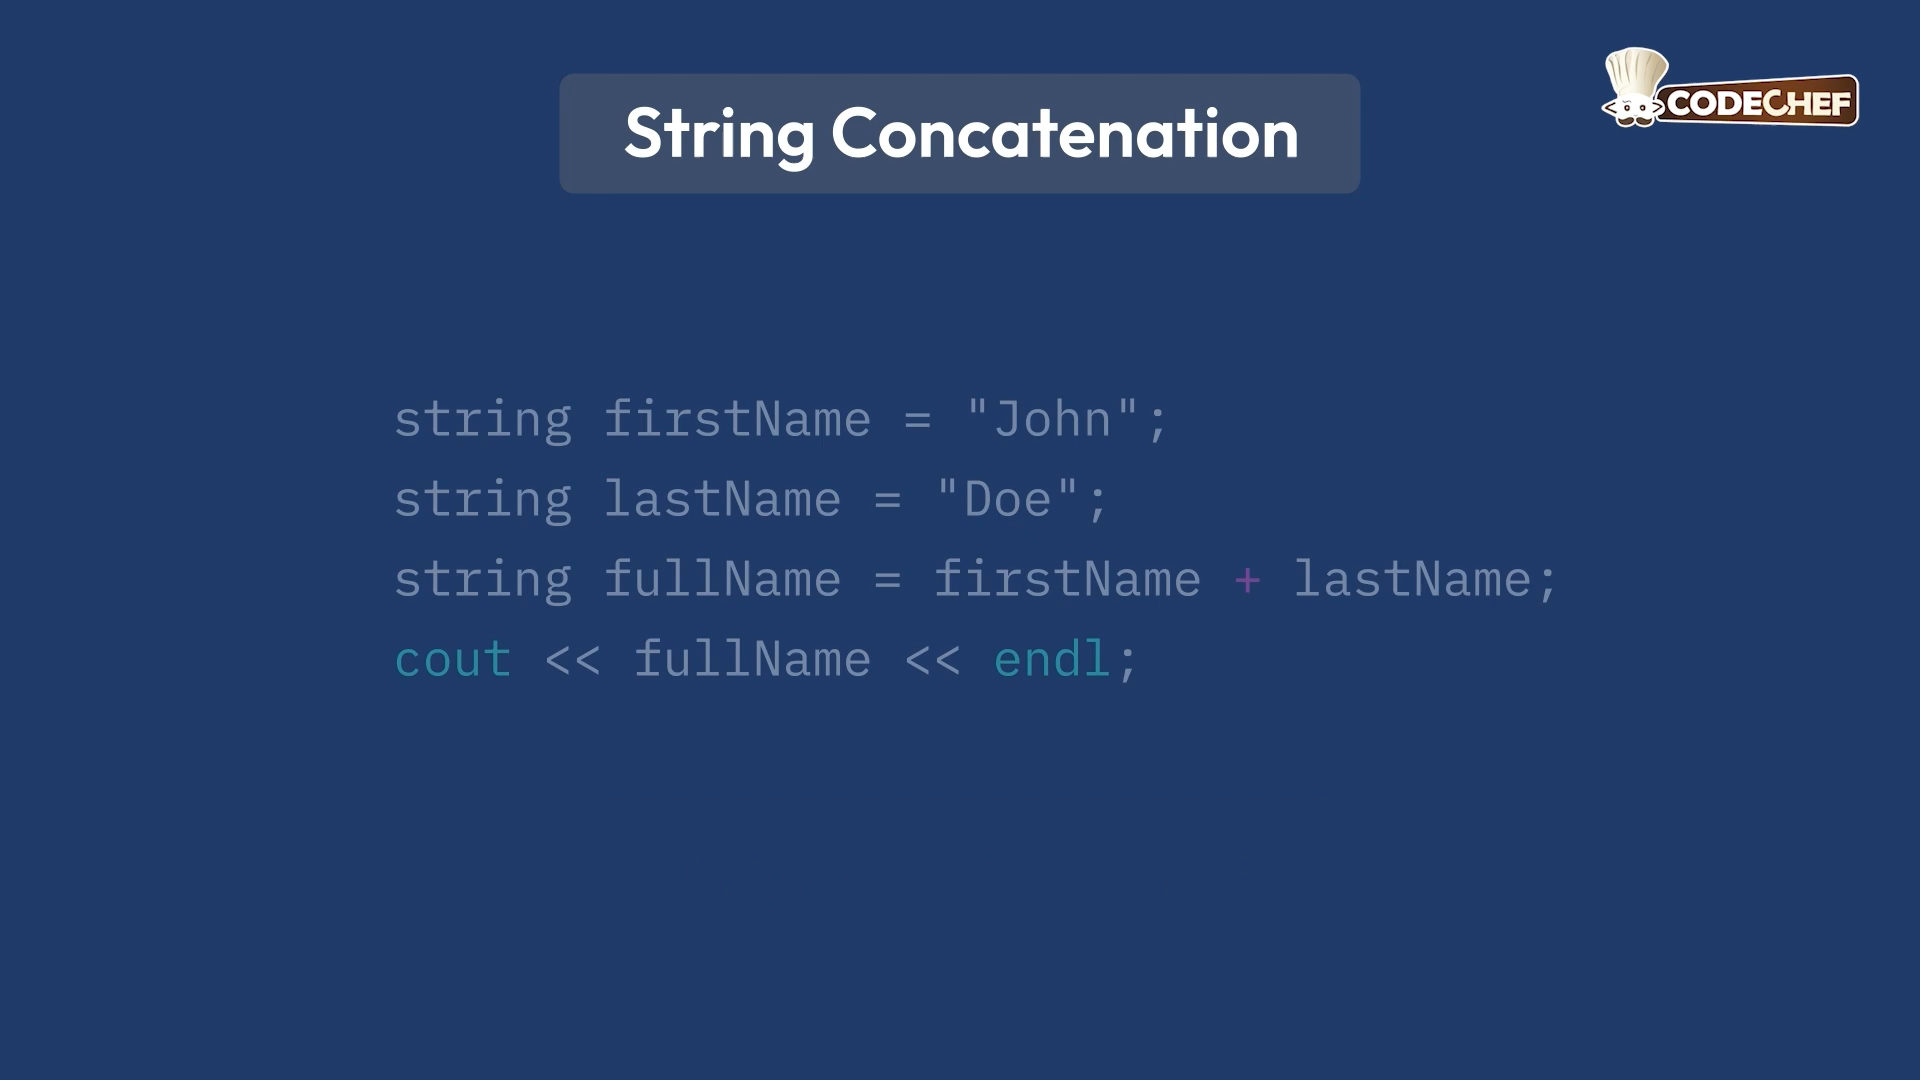 String Concatenation
CODECHEF
string firstName = "John";
string lastName = "Doe";
string fullName = firstName + lastName;
cout << fullName << endl;